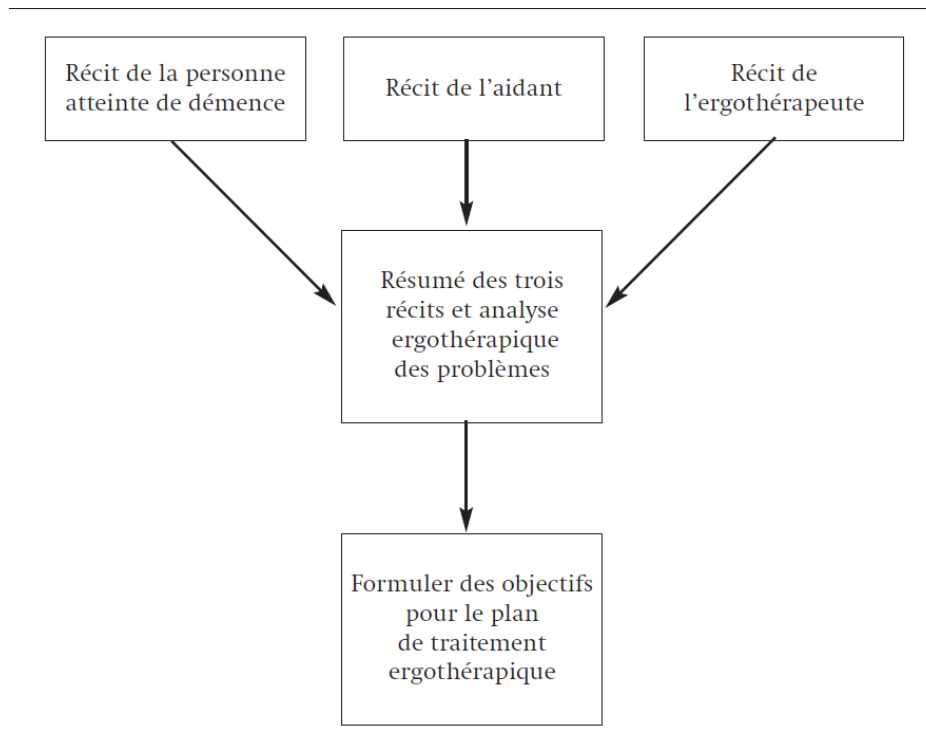 Récit de la personne
atteinte de démence
Récit de l’aidant
Récit de
l’ergothérapeute
Résumé des trois
récits et analyse
ergothérapique
des problèmes
Formuler des objectifs
pour le plan
de traitement
ergothérapique